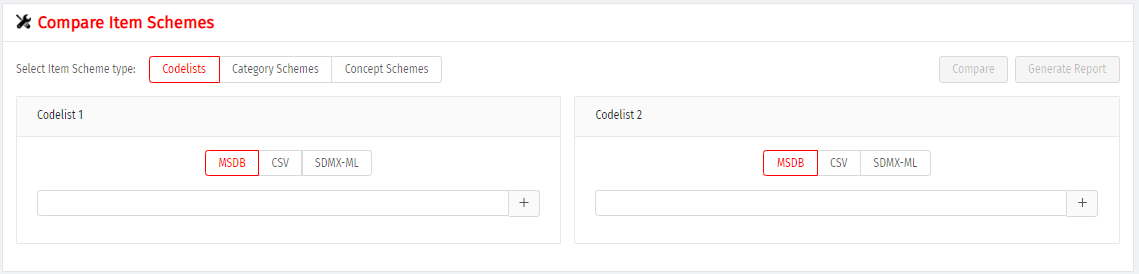 Compare Item Schemes
Select Item Scheme type: Codelists Category Schemes Concept Schemes Compare Generate Report
Codelist 1
MSDB CSV SDMX-ML
+
Codelist 2
MSDB CSV SDMX-ML
+